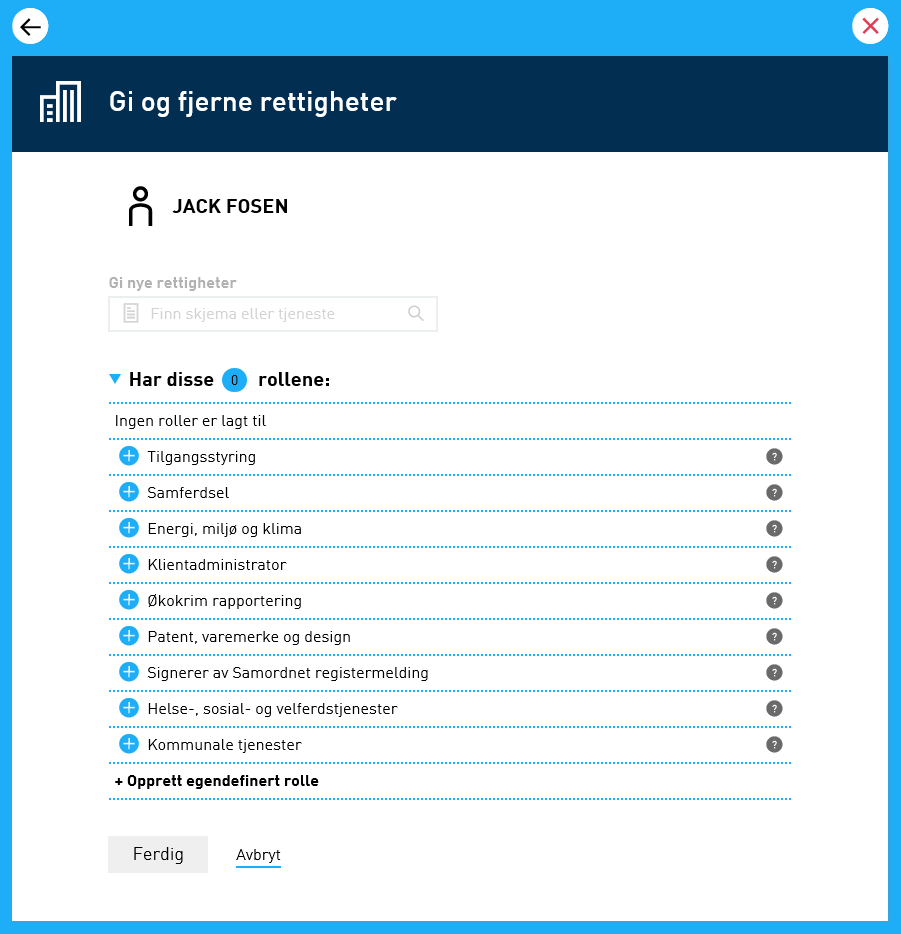 Gi og fjerne rettigheter
JACK FOSEN
Gi nye rettigheter
Finn skjema eller tjeneste
Har disse 0 rollene:
Ingen roller er lagt til
Tilgangsstyring ?
Samferdsel ?
Energi, miljø og klima ?
Klientadministrator ?
Økokrim rapportering ?
Patent, varemerke og design ?
Signerer av Samordnet registermelding ?
Helse-, sosial- og velferdstjenester ?
Kommunale tjenester ?
+ Opprett egendefinert rolle
Ferdig Avbryt